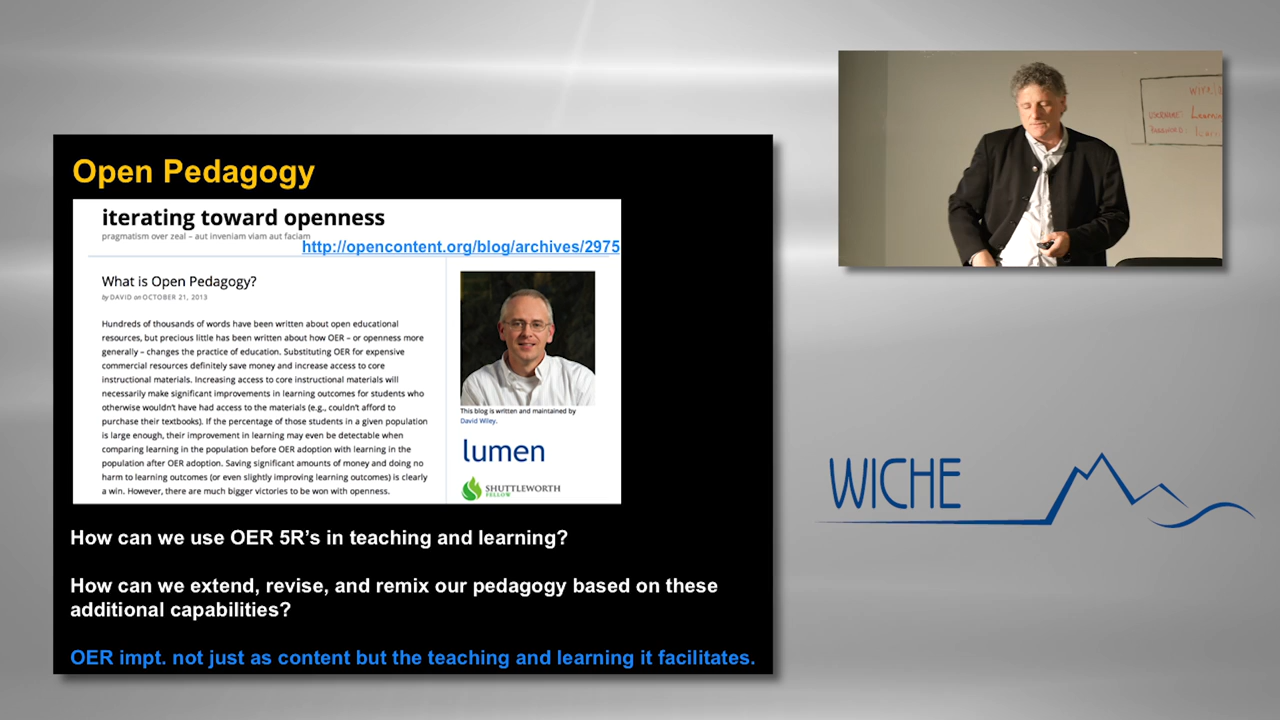 Open Pedagogy
iterating toward openness
pragmatism over zeal – aut inveniam viam aut faciam
http://opencontent.org/blog/archives/2975
What is Open Pedagogy?
by DAVID on OCTOBER 21, 2013
Hundreds of thousands of words have been written about open educational
resources, but precious little has been written about how OER – or openness more
generally – changes the practice of education. Substituting OER for expensive
commercial resources definitely save money and increase access to core
instructional materials. Increasing access to core instructional materials will
necessarily make significant improvements in learning outcomes for students who
otherwise wouldn't have had access to the materials (e.g., couldn't afford to
purchase their textbooks). If the percentage of those students in a given population
is large enough, their improvement in learning may even be detectable when
comparing learning in the population before OER adoption with learning in the
population after OER adoption. Saving significant amounts of money and doing no
harm to learning outcomes (or even slightly improving learning outcomes) is clearly
a win. However, there are much bigger victories to be won with openness.
This blog is written and maintained by
David Wiley.
lumen
SHUTTLEWORTH
FELLOW
How can we use OER 5R's in teaching and learning?
How can we extend, revise, and remix our pedagogy based on these
additional capabilities?
OER impt. not just as content but the teaching and learning it facilitates.
WICHE